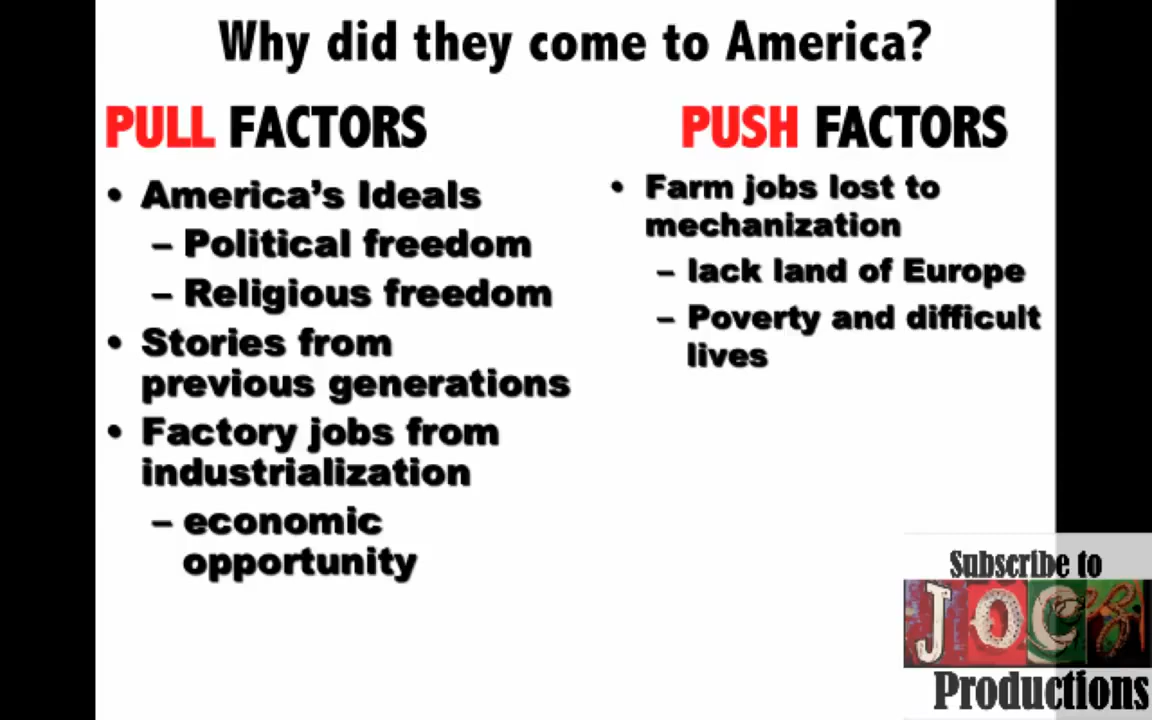 Why did they come to America?
PULL FACTORS
• America's Ideals
– Political freedom
– Religious freedom
• Stories from
previous generations
• Factory jobs from
industrialization
– economic
opportunity
PUSH FACTORS
• Farm jobs lost to
mechanization
– lack land of Europe
– Poverty and difficult
lives
Subscribe to
JOCZ
Productions